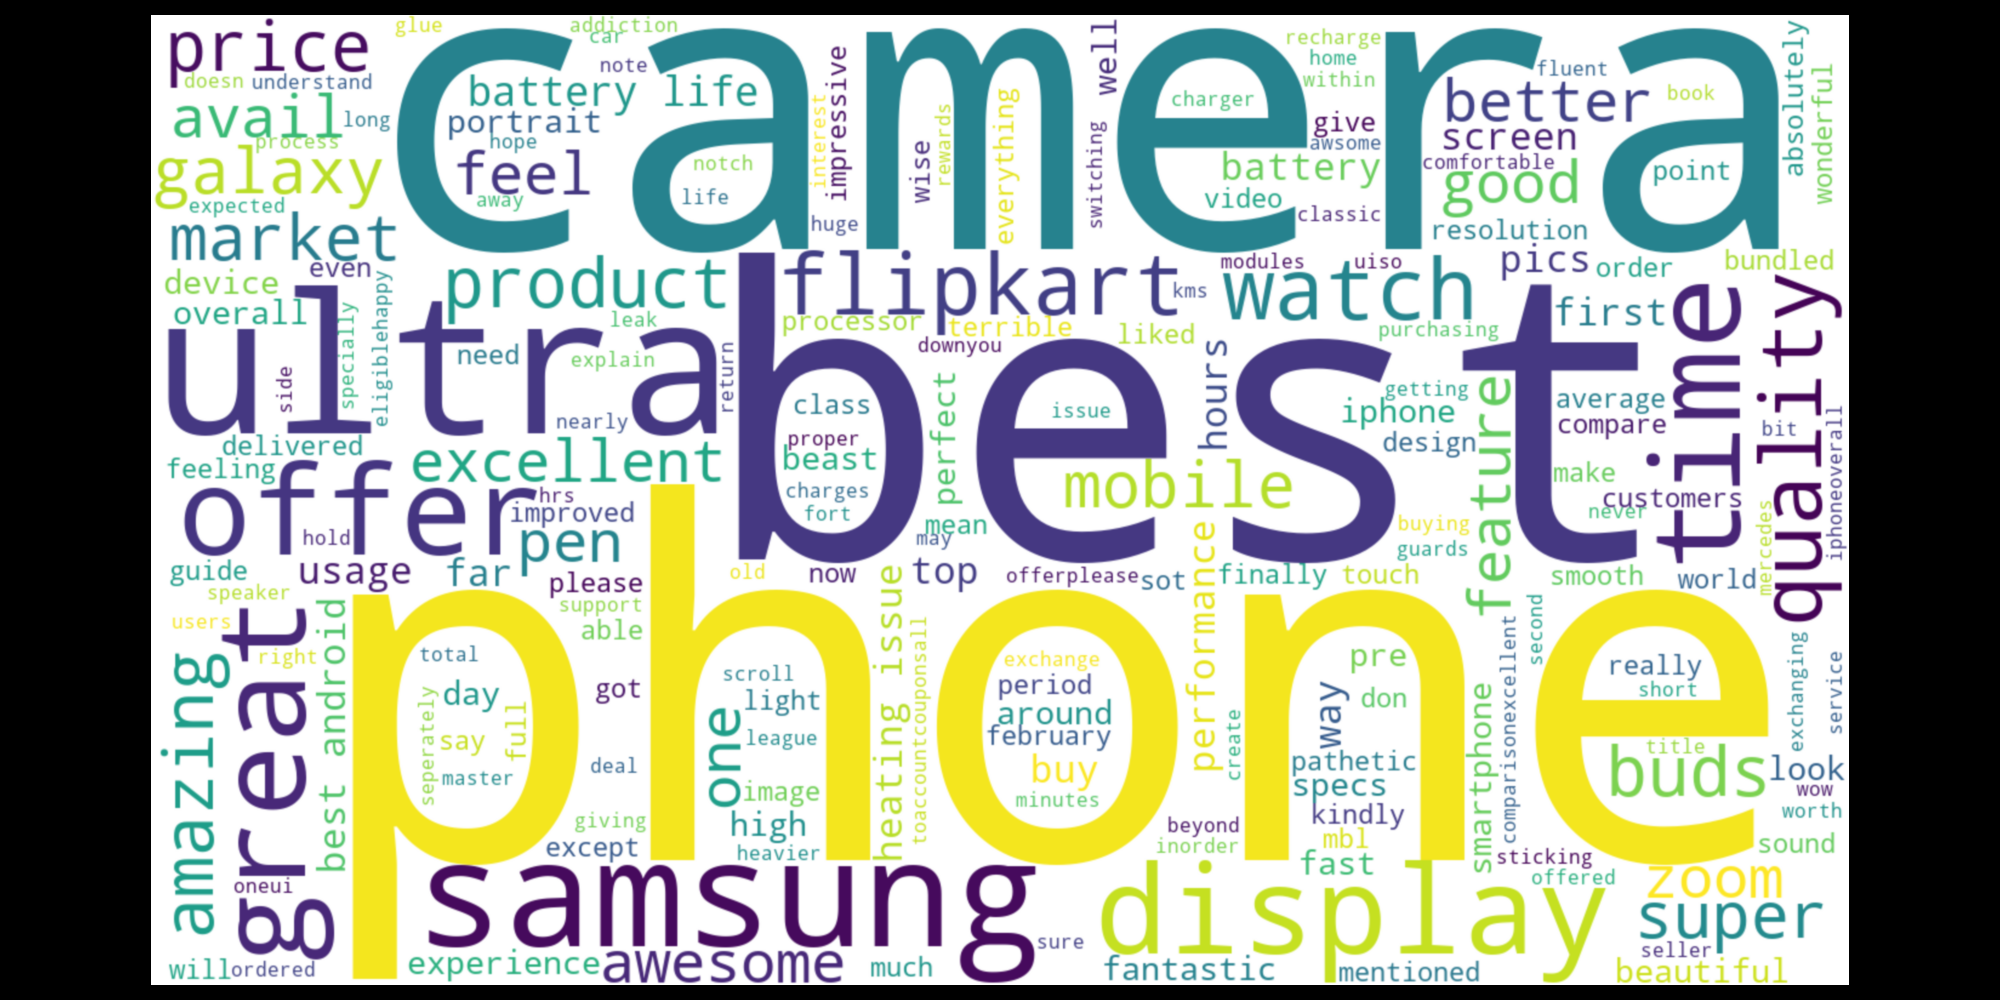 price
glue
camera
addiction
car
note
doesn
understand
battery life
avail
long
portrait
process
hope
galaxy
feel
notch
away
life
expected
market
impressive
interest
huge
wise
rewards
everything
well
switching
charger
recharge
home
within
give
awsome
battery
video
classic
fluent
better
book
screen
comfortable
good
point
resolution
absolutely
wonderful
even
device
overall
specially
eligiblehappy
product
flipkart
kms
modules
uiso
watch
pics
order
bundled
first
ultra
leak
processor
terrible
liked
purchasing
downyou
need
explain
return
side
nearly
best
class
proper
beast
charges
fort
issue
perfect
hours
getting
iphone
design
average
compare
feature
time
quality
bit
iphoneoverall
delivered
feeling
excellent
mobile
make
customers
never
mercedes
offer
hrs
improved
hold
pen
mean
may
buying
guards
guide
usage
far
please
old
now
top
offerplease
sot
finally
touch
smooth
world
speaker
users
support
able
right
great
amazing
best android
phone
total
day
seperately
say
full
master
got
deal
giving
except
scroll
light
one
league
image
high
heavier
heating issue
toaccountcouponsall
exchange
period
around
february
buy
minutes
performance
create
beyond
inorder
pre
don
way
pathetic
specs
kindly
mbl
fast
smartphone
comparisonexcellent
second
really
short
title
buds
exchanging
service
look
wow
worth
sound
sticking
offered
oneui
samsung
display
zoom
super
sure
will
ordered
experience
awesome
much
fantastic
mentioned
seller
beautiful